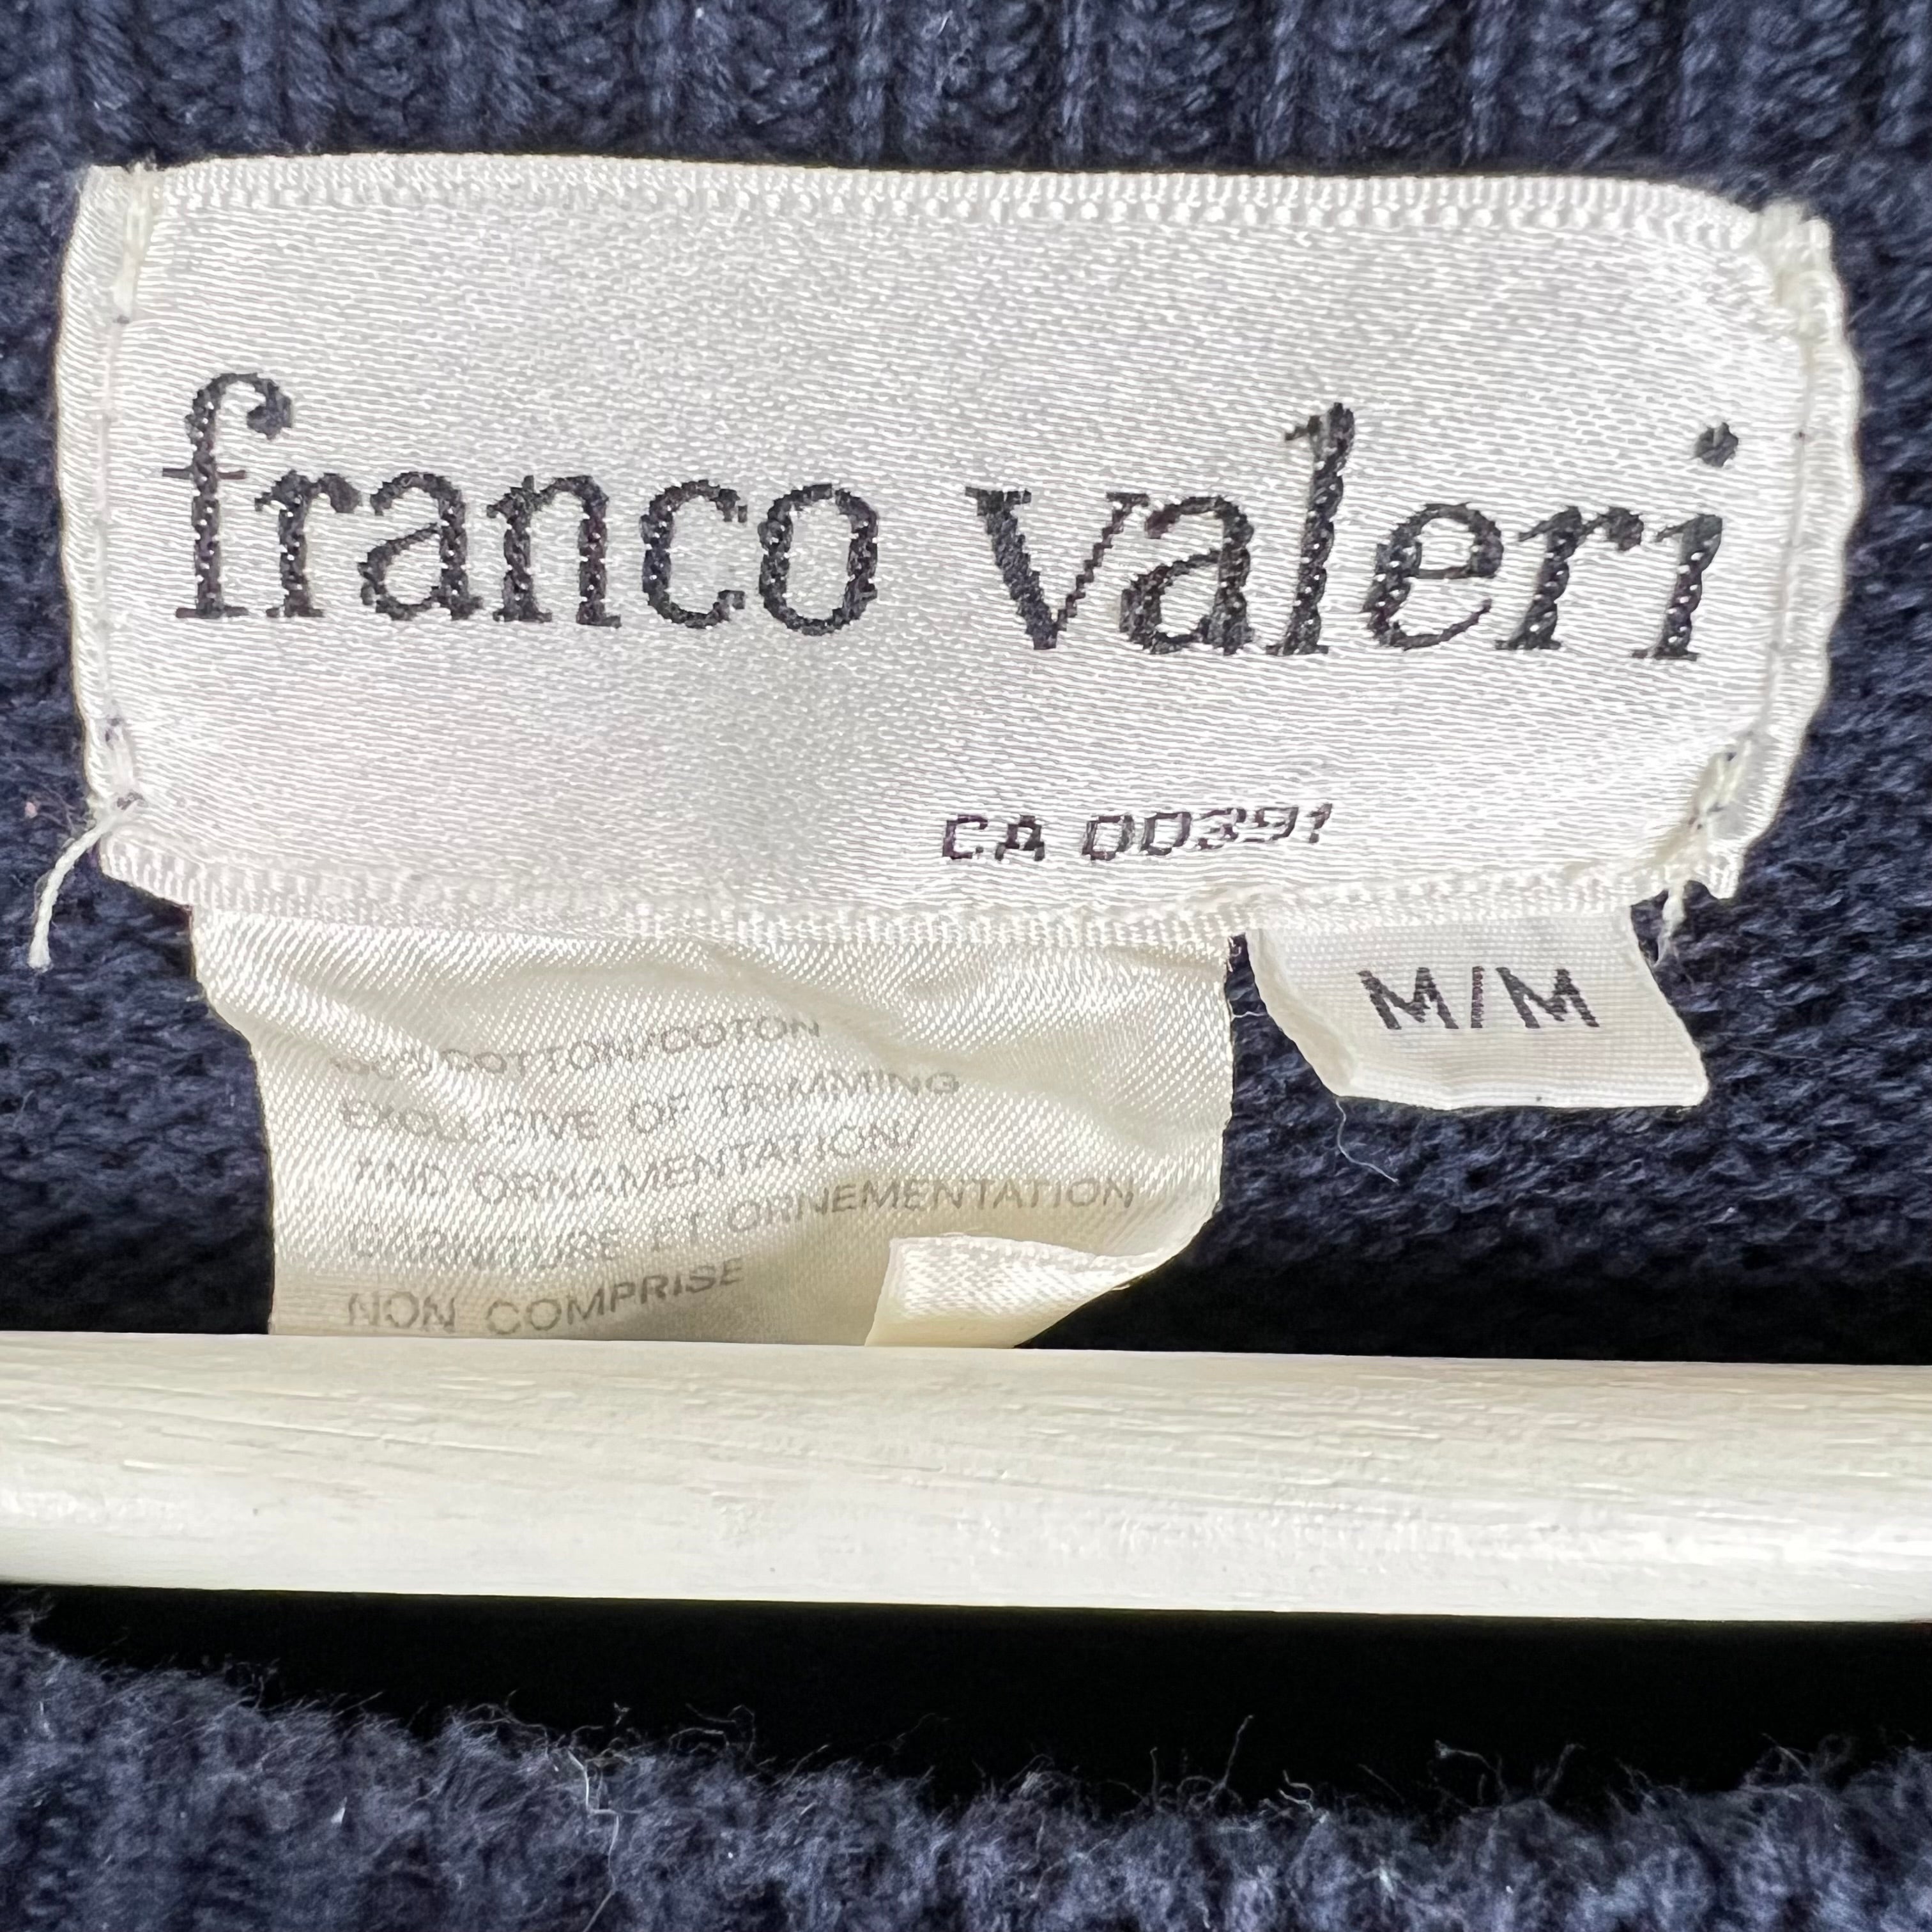 franco valeri
CA 00391
M/M
COTTON/COTON
EXCLUSIVE OF TRIMMING
AND ORNAMENTATION/
GARNITURE ET ORNEMENTATION
NON COMPRISE